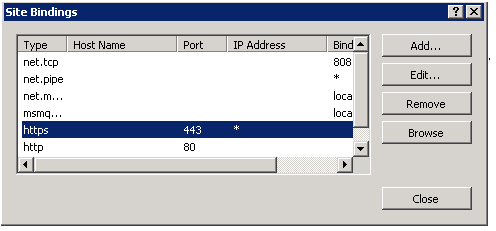 Site Bindings
Type Host Name Port IP Address Bind
net.tcp 808
net.pipe *
net.m... loca
msmq... loca
https 443 *
http 80
Add...
Edit...
Remove
Browse
Close